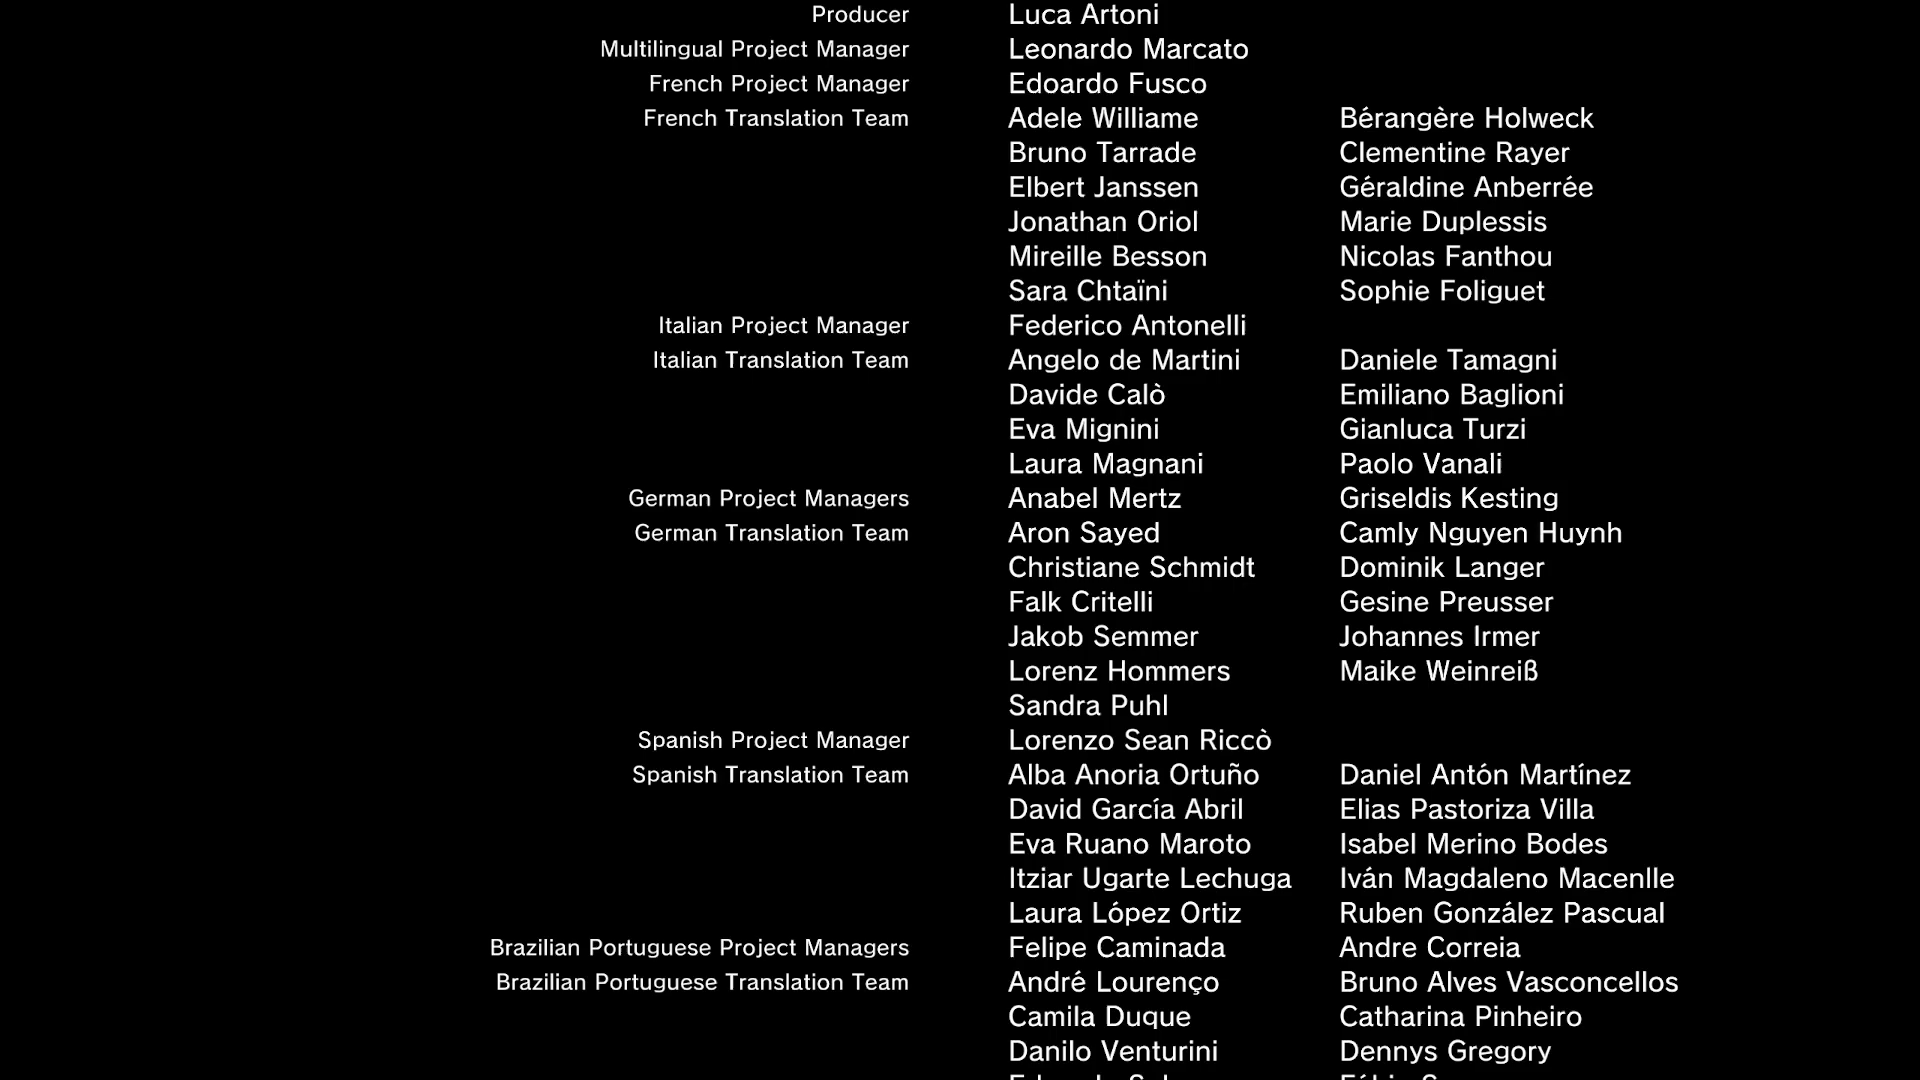 Producer Luca Artoni
Multilingual Project Manager Leonardo Marcato
French Project Manager Edoardo Fusco
French Translation Team Adele Williame Bérangère Holweck
Bruno Tarrade Clementine Rayer
Elbert Janssen Géraldine Anberrée
Jonathan Oriol Marie Duplessis
Mireille Besson Nicolas Fanthou
Sara Chtaïni Sophie Foliguet
Italian Project Manager Federico Antonelli
Italian Translation Team Angelo de Martini Daniele Tamagni
Davide Calò Emiliano Baglioni
Eva Mignini Gianluca Turzi
Laura Magnani Paolo Vanali
German Project Managers Anabel Mertz Griseldis Kesting
German Translation Team Aron Sayed Camly Nguyen Huynh
Christiane Schmidt Dominik Langer
Falk Critelli Gesine Preusser
Jakob Semmer Johannes Irmer
Lorenz Hommers Maike Weinreiß
Sandra Puhl
Spanish Project Manager Lorenzo Sean Riccò
Spanish Translation Team Alba Anoria Ortuño Daniel Antón Martínez
David García Abril Elias Pastoriza Villa
Eva Ruano Maroto Isabel Merino Bodes
Itziar Ugarte Lechuga Iván Magdaleno Macenlle
Laura López Ortiz Ruben González Pascual
Brazilian Portuguese Project Managers Felipe Caminada Andre Correia
Brazilian Portuguese Translation Team André Lourenço Bruno Alves Vasconcellos
Camila Duque Catharina Pinheiro
Danilo Venturini Dennys Gregory